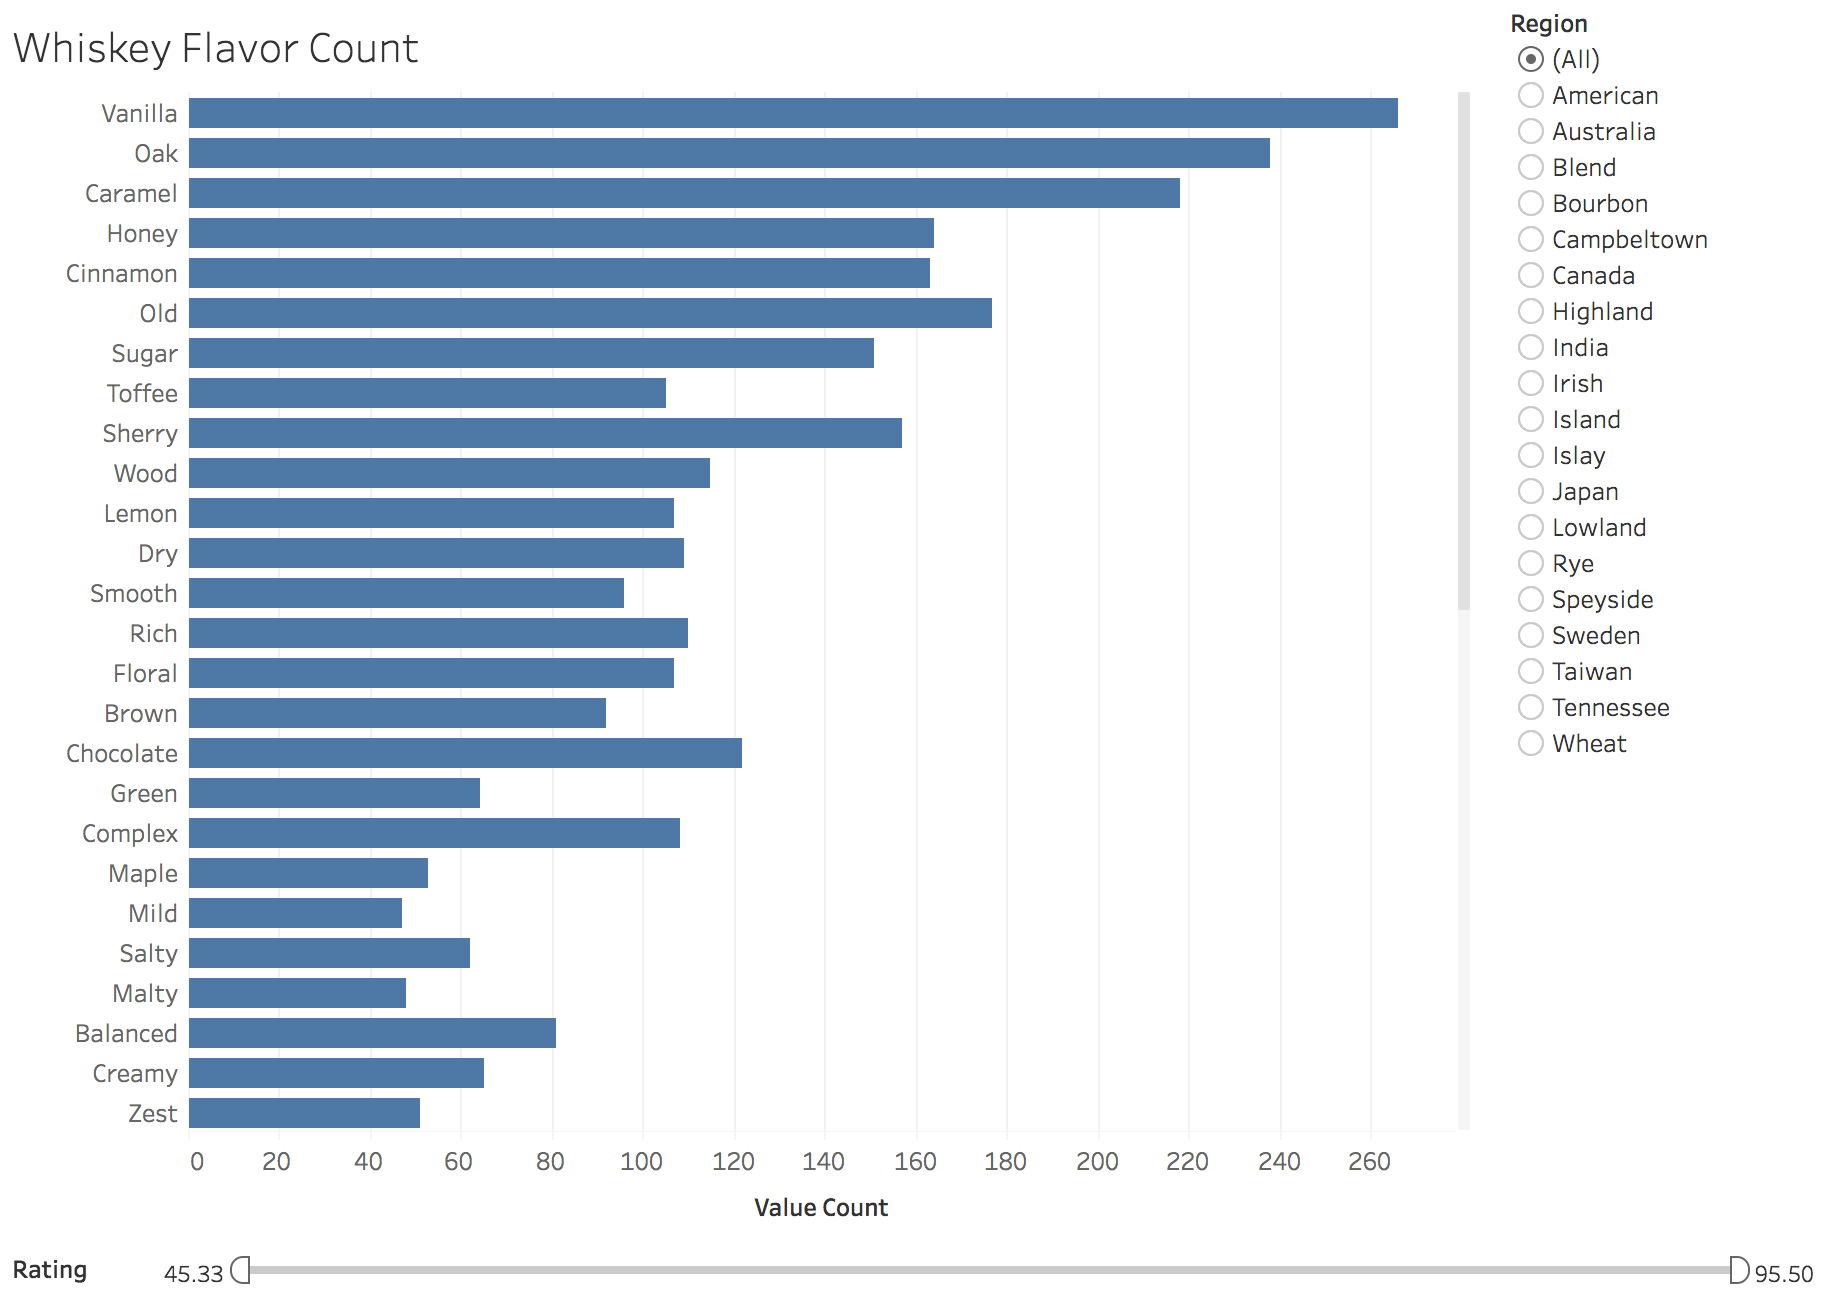 Whiskey Flavor Count
Vanilla
Oak
Caramel
Honey
Cinnamon
Old
Sugar
Toffee
Sherry
Wood
Lemon
Dry
Smooth
Rich
Floral
Brown
Chocolate
Green
Complex
Maple
Mild
Salty
Malty
Balanced
Creamy
Zest
0 20 40 60 80 100 120 140 160 180 200 220 240 260
Value Count
Rating 45.33 95.50
Region
(All)
American
Australia
Blend
Bourbon
Campbeltown
Canada
Highland
India
Irish
Island
Islay
Japan
Lowland
Rye
Speyside
Sweden
Taiwan
Tennessee
Wheat